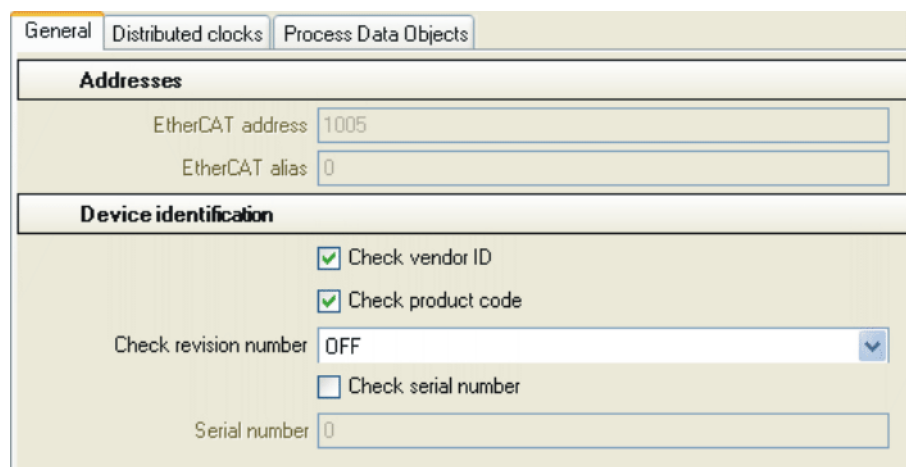 General Distributed clocks Process Data Objects
Addresses
EtherCAT address 1005
EtherCAT alias 0
Device identification
Check vendor ID
Check product code
Check revision number OFF
Check serial number
Serial number 0